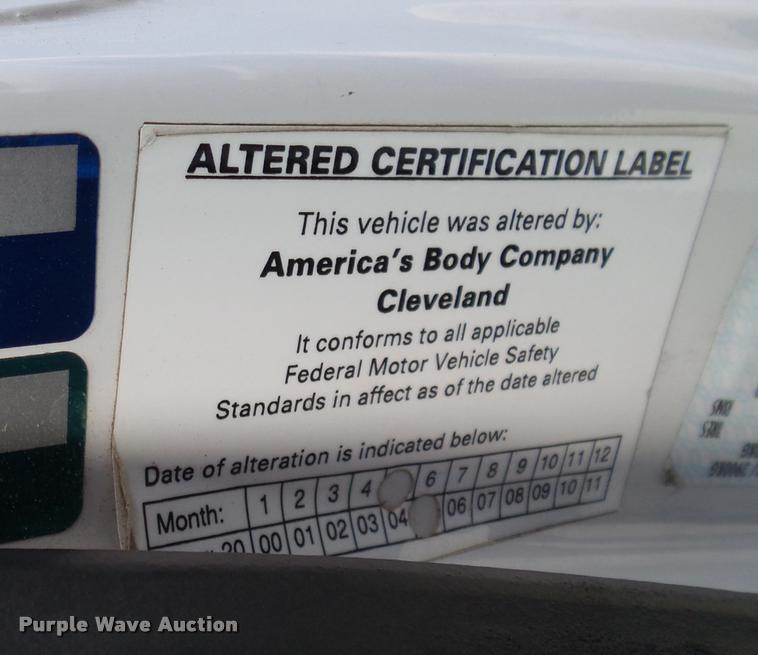 ALTERED CERTIFICATION LABEL
This vehicle was altered by:
America's Body Company
Cleveland
It conforms to all applicable
Federal Motor Vehicle Safety
Standards in affect as of the date altered
Date of alteration is indicated below:
Month: 1 2 3 4 6 7 8 9 10 11 12
20 00 01 02 03 04 06 07 08 09 10 11
Purple Wave Auction